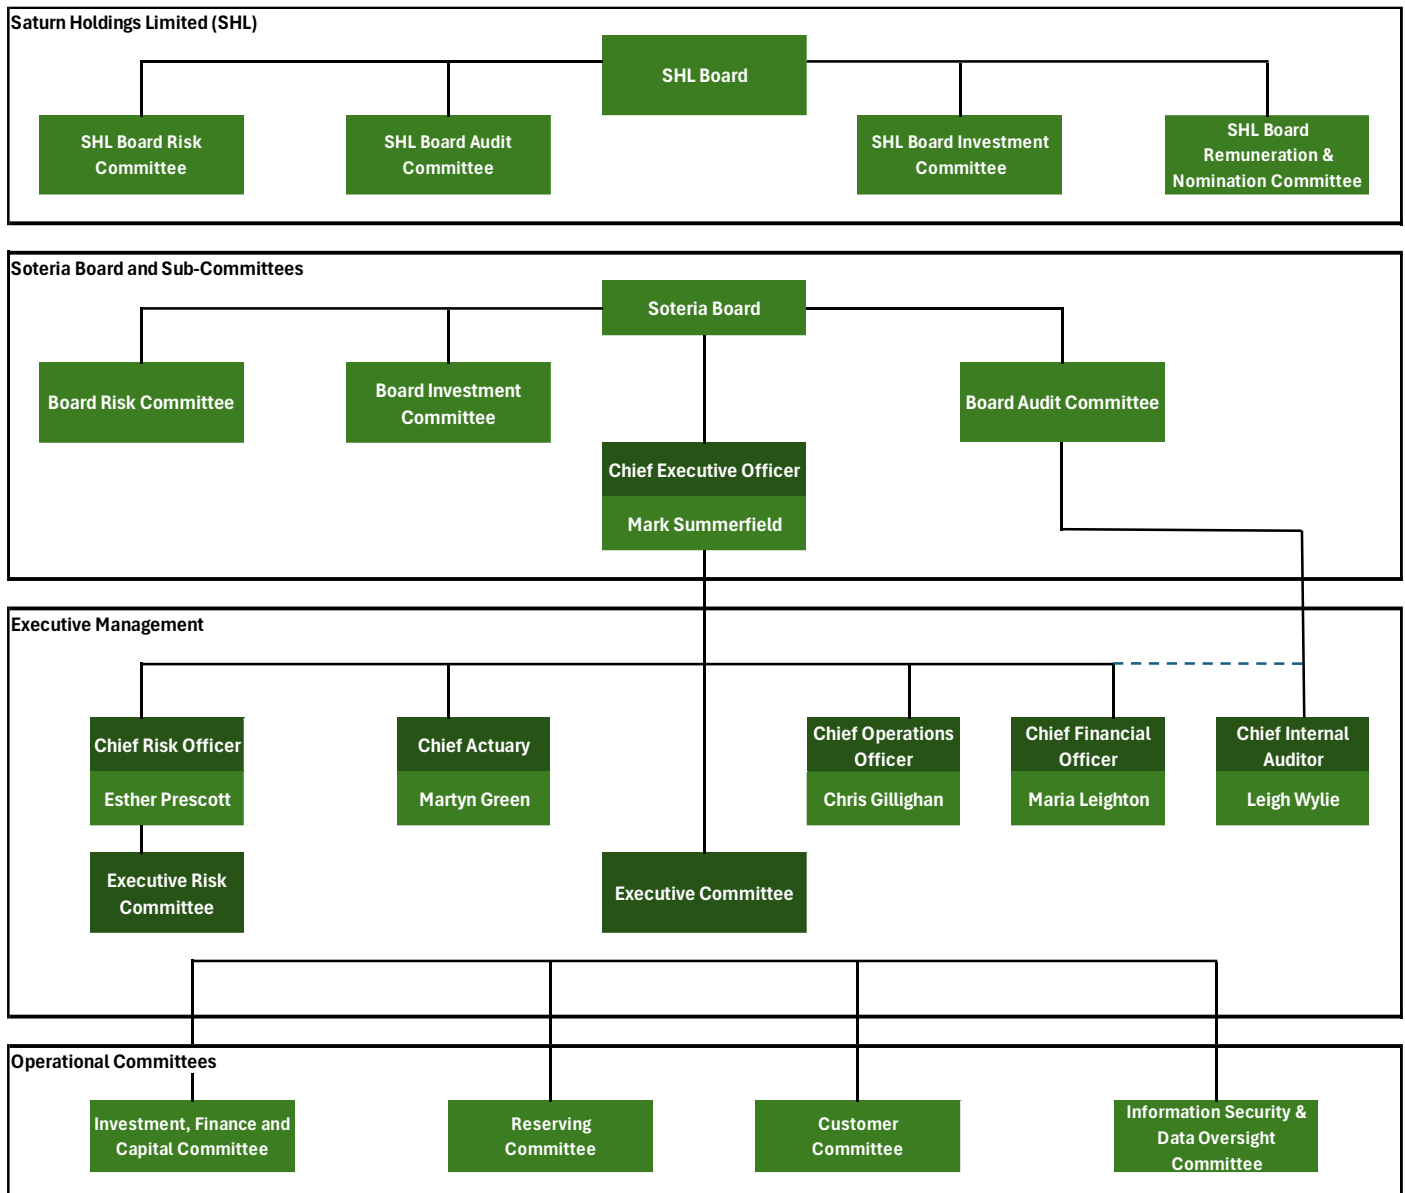 Saturn Holdings Limited (SHL)
SHL Board
SHL Board Risk
Committee
SHL Board Audit
Committee
SHL Board Investment
Committee
SHL Board
Remuneration &
Nomination Committee
Soteria Board and Sub-Committees
Soteria Board
Board Risk Committee
Board Investment
Committee
Board Audit Committee
Chief Executive Officer
Mark Summerfield
Executive Management
Chief Risk Officer
Esther Prescott
Chief Actuary
Martyn Green
Chief Operations
Officer
Chris Gillighan
Chief Financial
Officer
Maria Leighton
Chief Internal
Auditor
Leigh Wylie
Executive Risk
Committee
Executive Committee
Operational Committees
Investment, Finance and
Capital Committee
Reserving
Committee
Customer
Committee
Information Security &
Data Oversight
Committee